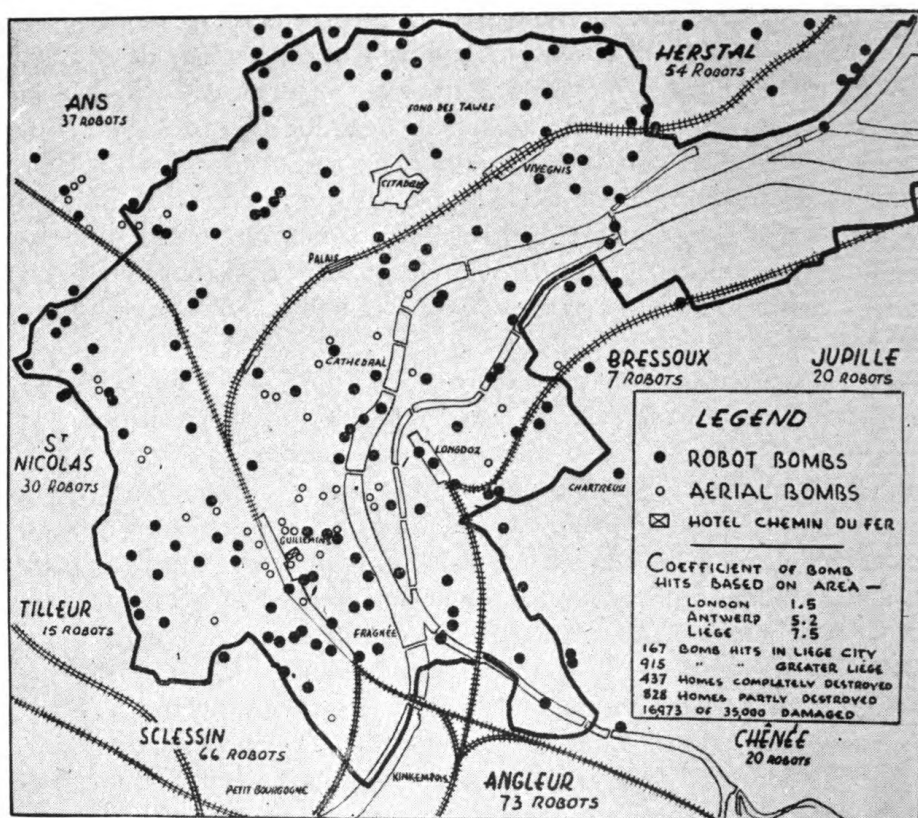 HERSTAL
54 ROBOTS
ANS
37 ROBOTS
FOND DES TAWES
VIVEGNIS
CITADELLE
PALAIS
CATHEDRAL
BRESSOUX
7 ROBOTS
JUPILLE
20 ROBOTS
ST
NICOLAS
30 ROBOTS
LONGDOZ
CHARTREUSE
GUILLEMINS
TILLEUR
15 ROBOTS
FRAGNÉE
SCLESSIN
66 ROBOTS
PETIT BOURGOGNE
KINKEMPOIS
ANGLEUR
73 ROBOTS
CHÊNÉE
20 ROBOTS
LEGEND
ROBOT BOMBS
AERIAL BOMBS
HOTEL CHEMIN DU FER
COEFFICIENT OF BOMB
HITS BASED ON AREA —
LONDON 1.5
ANTWERP 5.2
LIÉGE 7.5
167 BOMB HITS IN LIEGE CITY
915 " " GREATER LIÉGE
437 HOMES COMPLETELY DESTROYED
828 HOMES PARTLY DESTROYED
16973 OF 35,000 DAMAGED